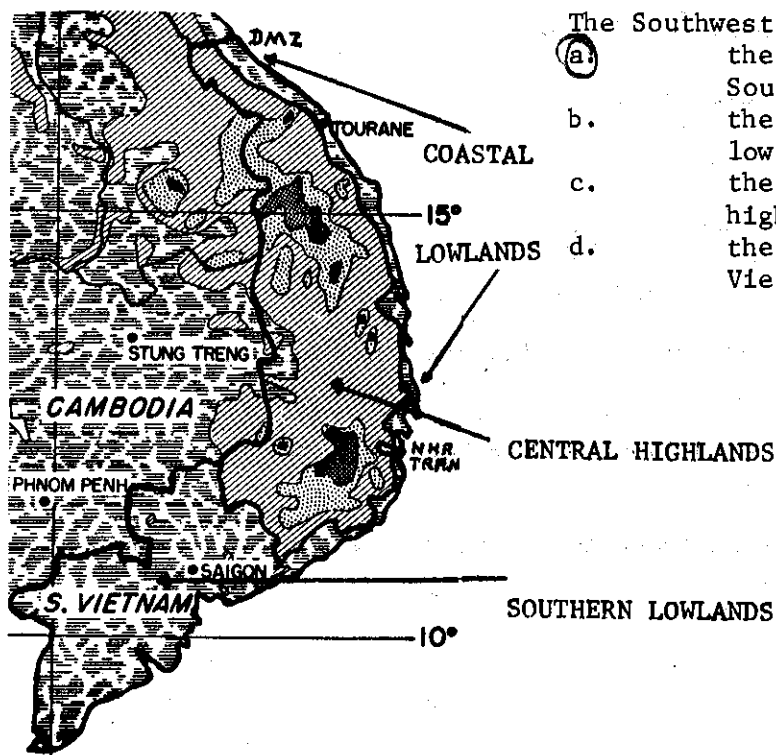 The Southwest
a. the
Sou
b. the
low
c. the
high
d. the
Vie
DMZ
TOURANE
COASTAL
15°
LOWLANDS
STUNG TRENG
CAMBODIA
NHA
TRAN
CENTRAL HIGHLANDS
PHNOM PENH
SAIGON
S. VIETNAM
SOUTHERN LOWLANDS
10°